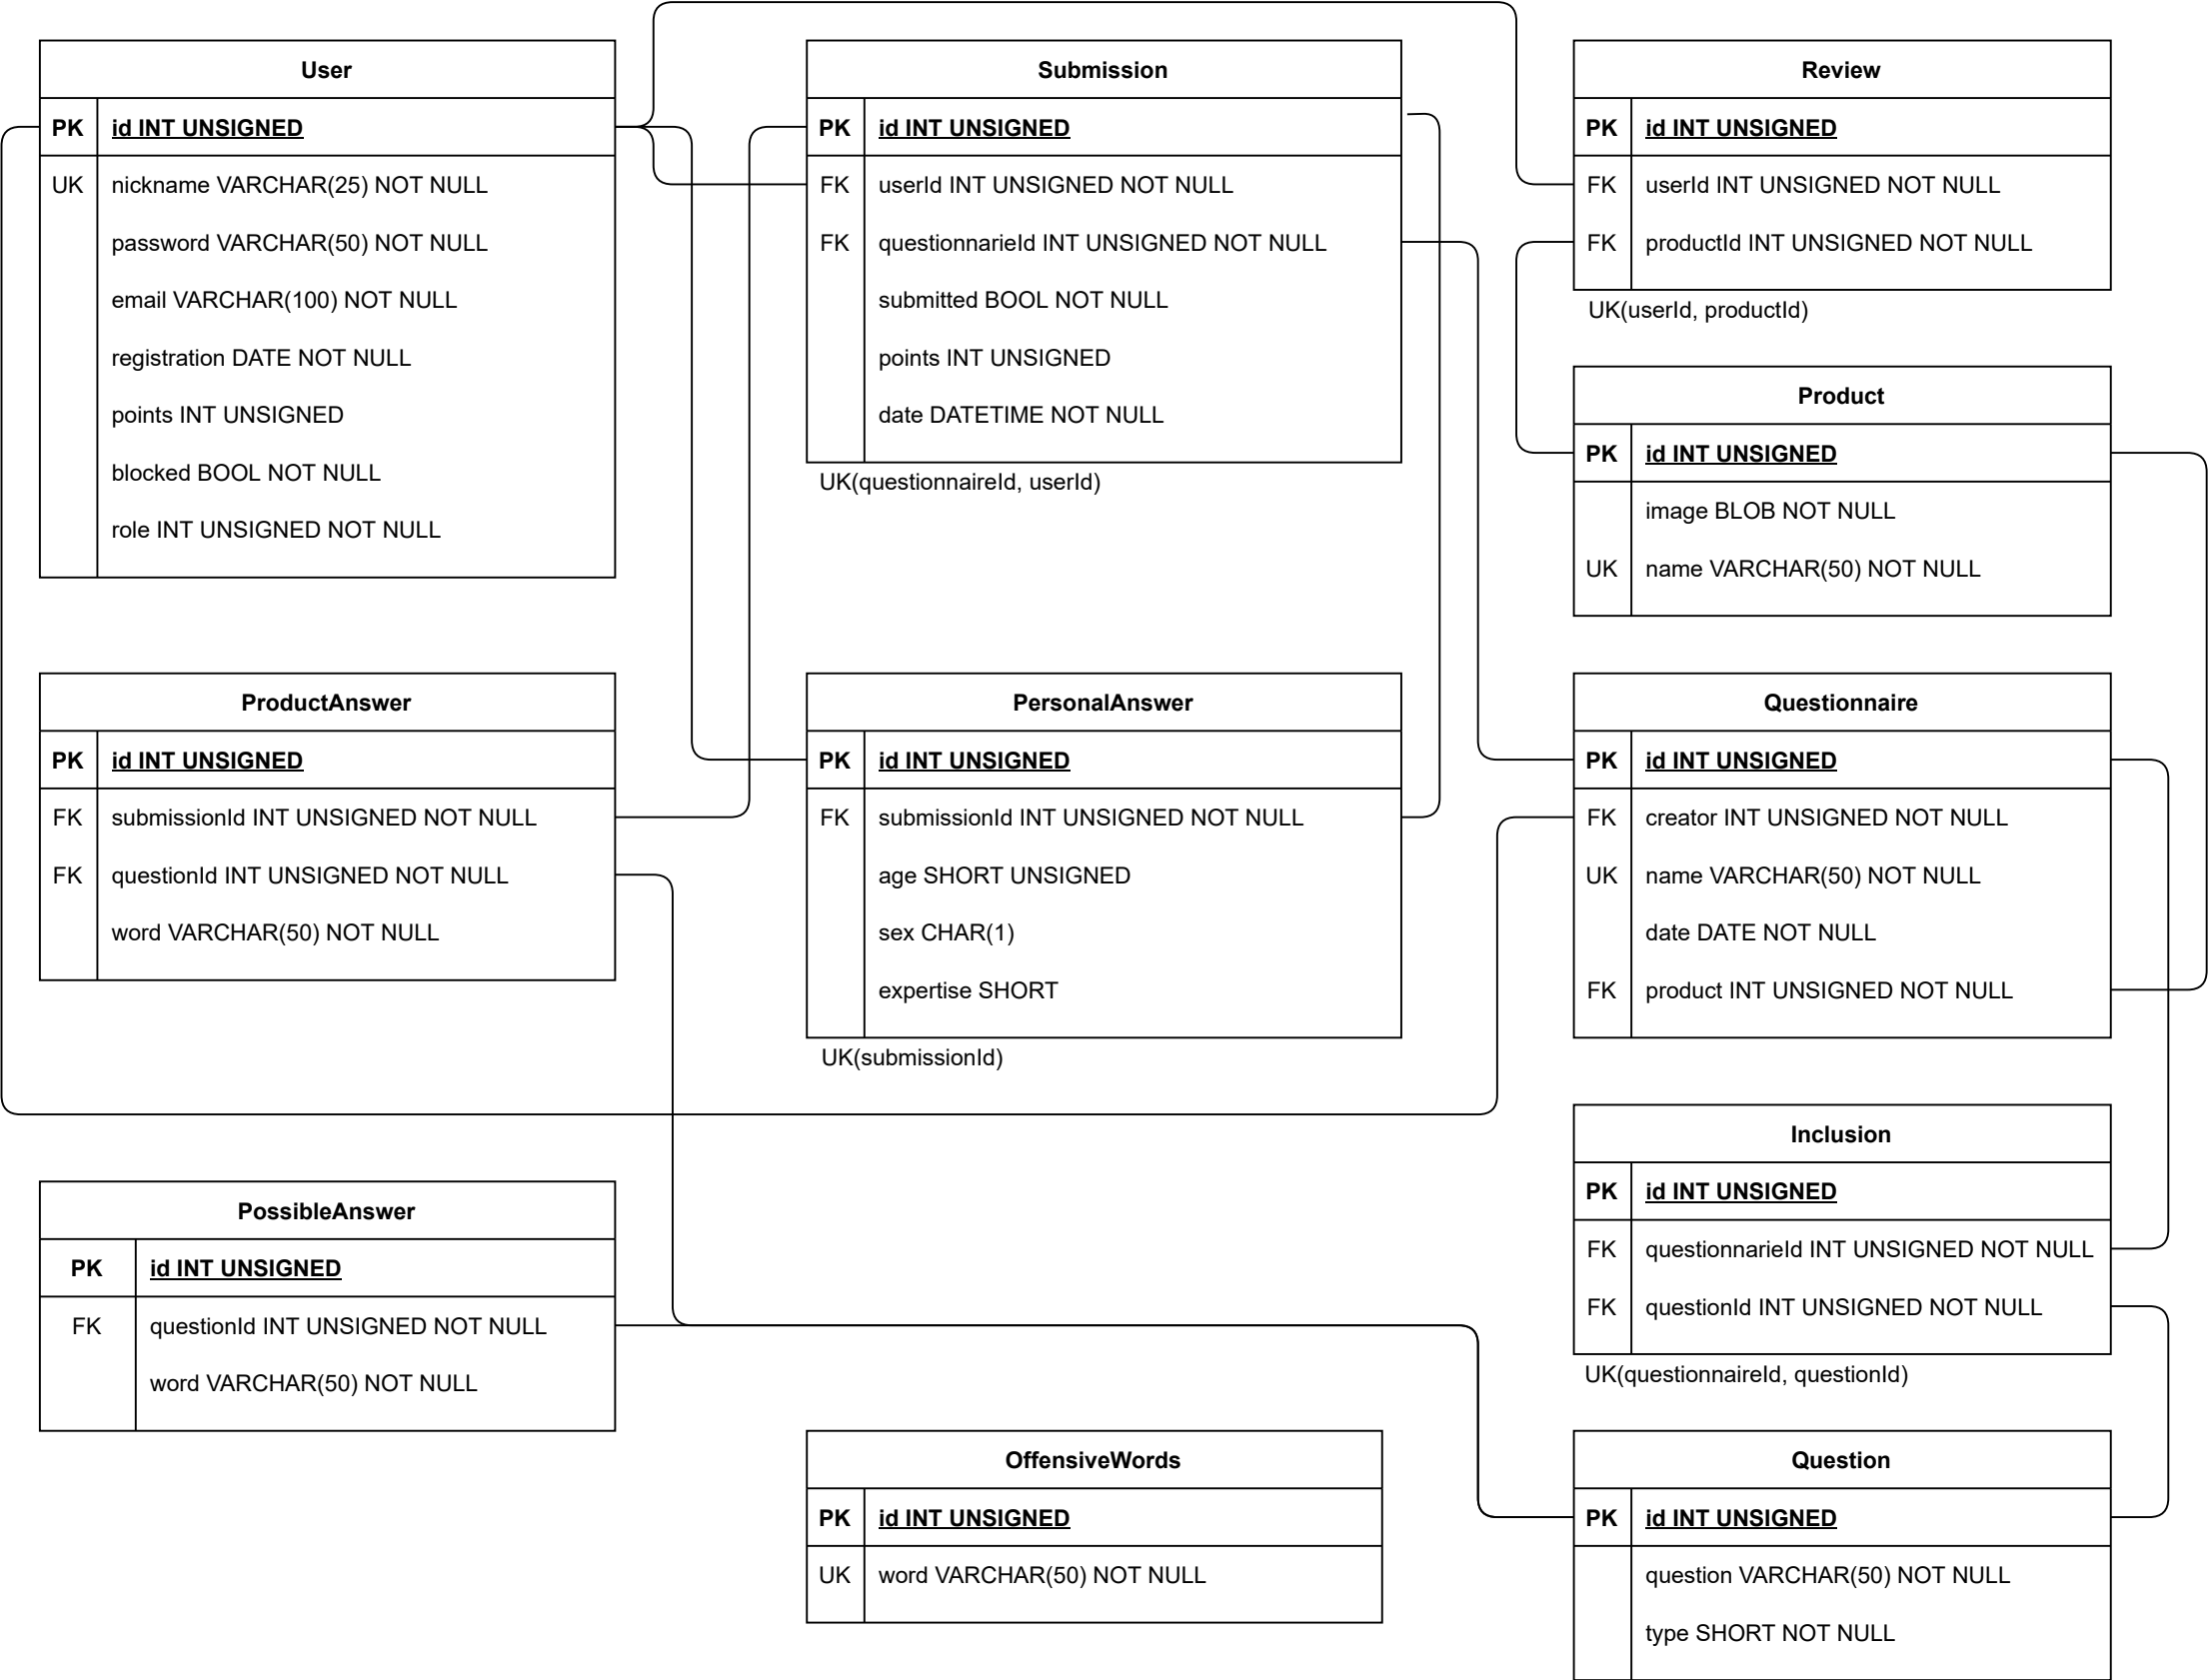 User
PK id INT UNSIGNED
UK nickname VARCHAR(25) NOT NULL
password VARCHAR(50) NOT NULL
email VARCHAR(100) NOT NULL
registration DATE NOT NULL
points INT UNSIGNED
blocked BOOL NOT NULL
role INT UNSIGNED NOT NULL
Submission
PK id INT UNSIGNED
FK userId INT UNSIGNED NOT NULL
FK questionnarieId INT UNSIGNED NOT NULL
submitted BOOL NOT NULL
points INT UNSIGNED
date DATETIME NOT NULL
UK(questionnaireId, userId)
Review
PK id INT UNSIGNED
FK userId INT UNSIGNED NOT NULL
FK productId INT UNSIGNED NOT NULL
UK(userId, productId)
Product
PK id INT UNSIGNED
image BLOB NOT NULL
UK name VARCHAR(50) NOT NULL
ProductAnswer
PK id INT UNSIGNED
FK submissionId INT UNSIGNED NOT NULL
FK questionId INT UNSIGNED NOT NULL
word VARCHAR(50) NOT NULL
PersonalAnswer
PK id INT UNSIGNED
FK submissionId INT UNSIGNED NOT NULL
age SHORT UNSIGNED
sex CHAR(1)
expertise SHORT
UK(submissionId)
Questionnaire
PK id INT UNSIGNED
FK creator INT UNSIGNED NOT NULL
UK name VARCHAR(50) NOT NULL
date DATE NOT NULL
FK product INT UNSIGNED NOT NULL
Inclusion
PK id INT UNSIGNED
FK questionnarieId INT UNSIGNED NOT NULL
FK questionId INT UNSIGNED NOT NULL
UK(questionnaireId, questionId)
PossibleAnswer
PK id INT UNSIGNED
FK questionId INT UNSIGNED NOT NULL
word VARCHAR(50) NOT NULL
OffensiveWords
PK id INT UNSIGNED
UK word VARCHAR(50) NOT NULL
Question
PK id INT UNSIGNED
question VARCHAR(50) NOT NULL
type SHORT NOT NULL